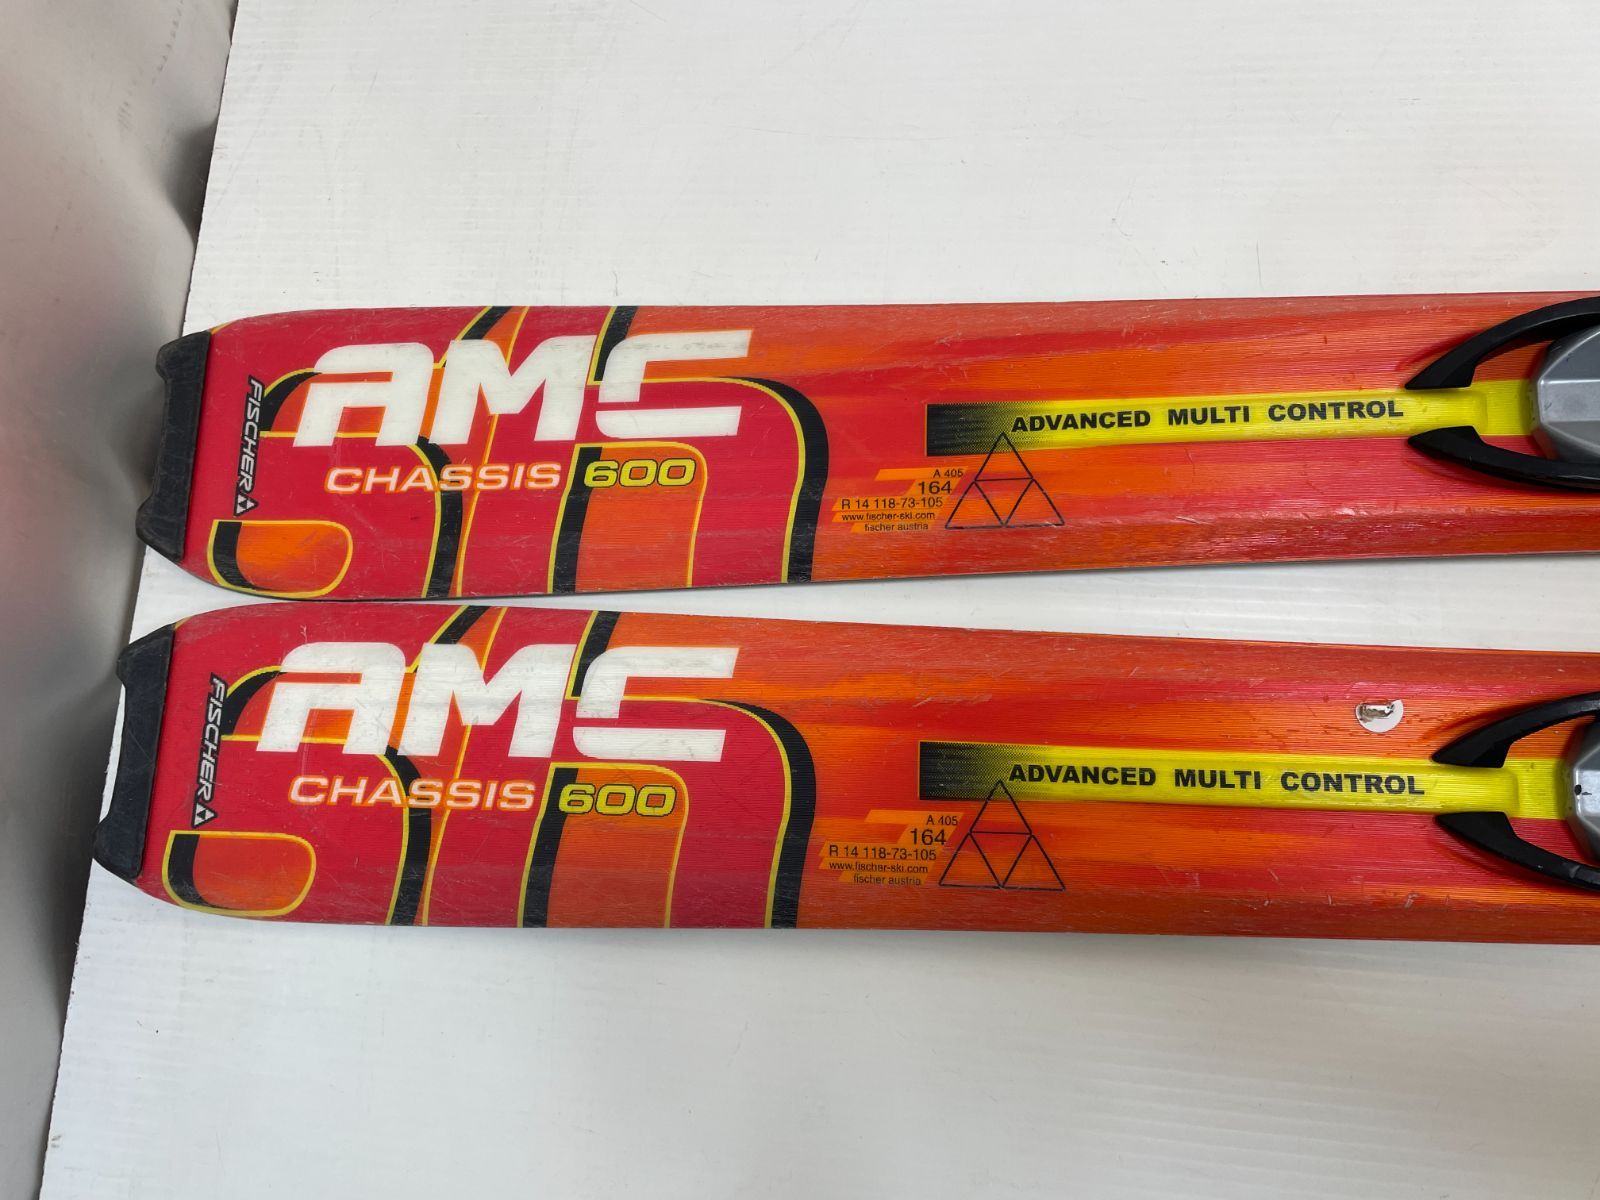 AMC
CHASSIS 600
FISCHER
ADVANCED MULTI CONTROL
A 405
164
R 14 118-73-105
www.fischer-ski.com
fischer austria
AMC
CHASSIS 600
FISCHER
ADVANCED MULTI CONTROL
A 405
164
R 14 118-73-105
www.fischer-ski.com
fischer austria